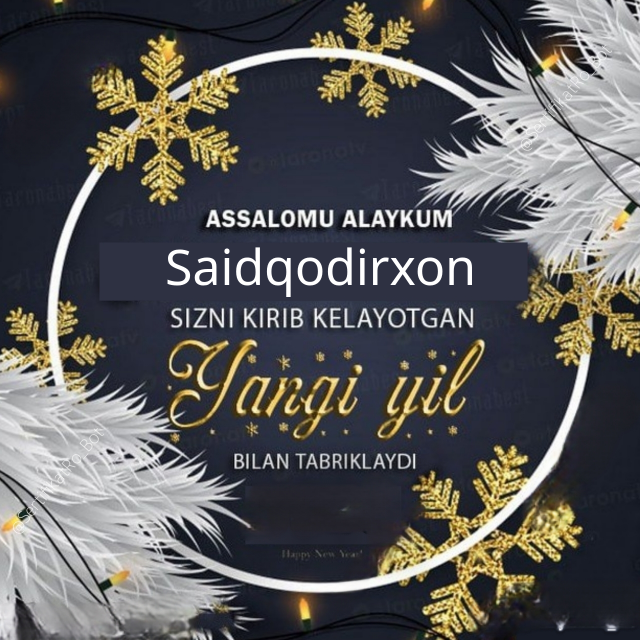 ASSALOMU ALAYKUM
Saidqodirxon
SIZNI KIRIB KELAYOTGAN
Yangi yil
BILAN TABRIKLAYDI
Happy New Year!